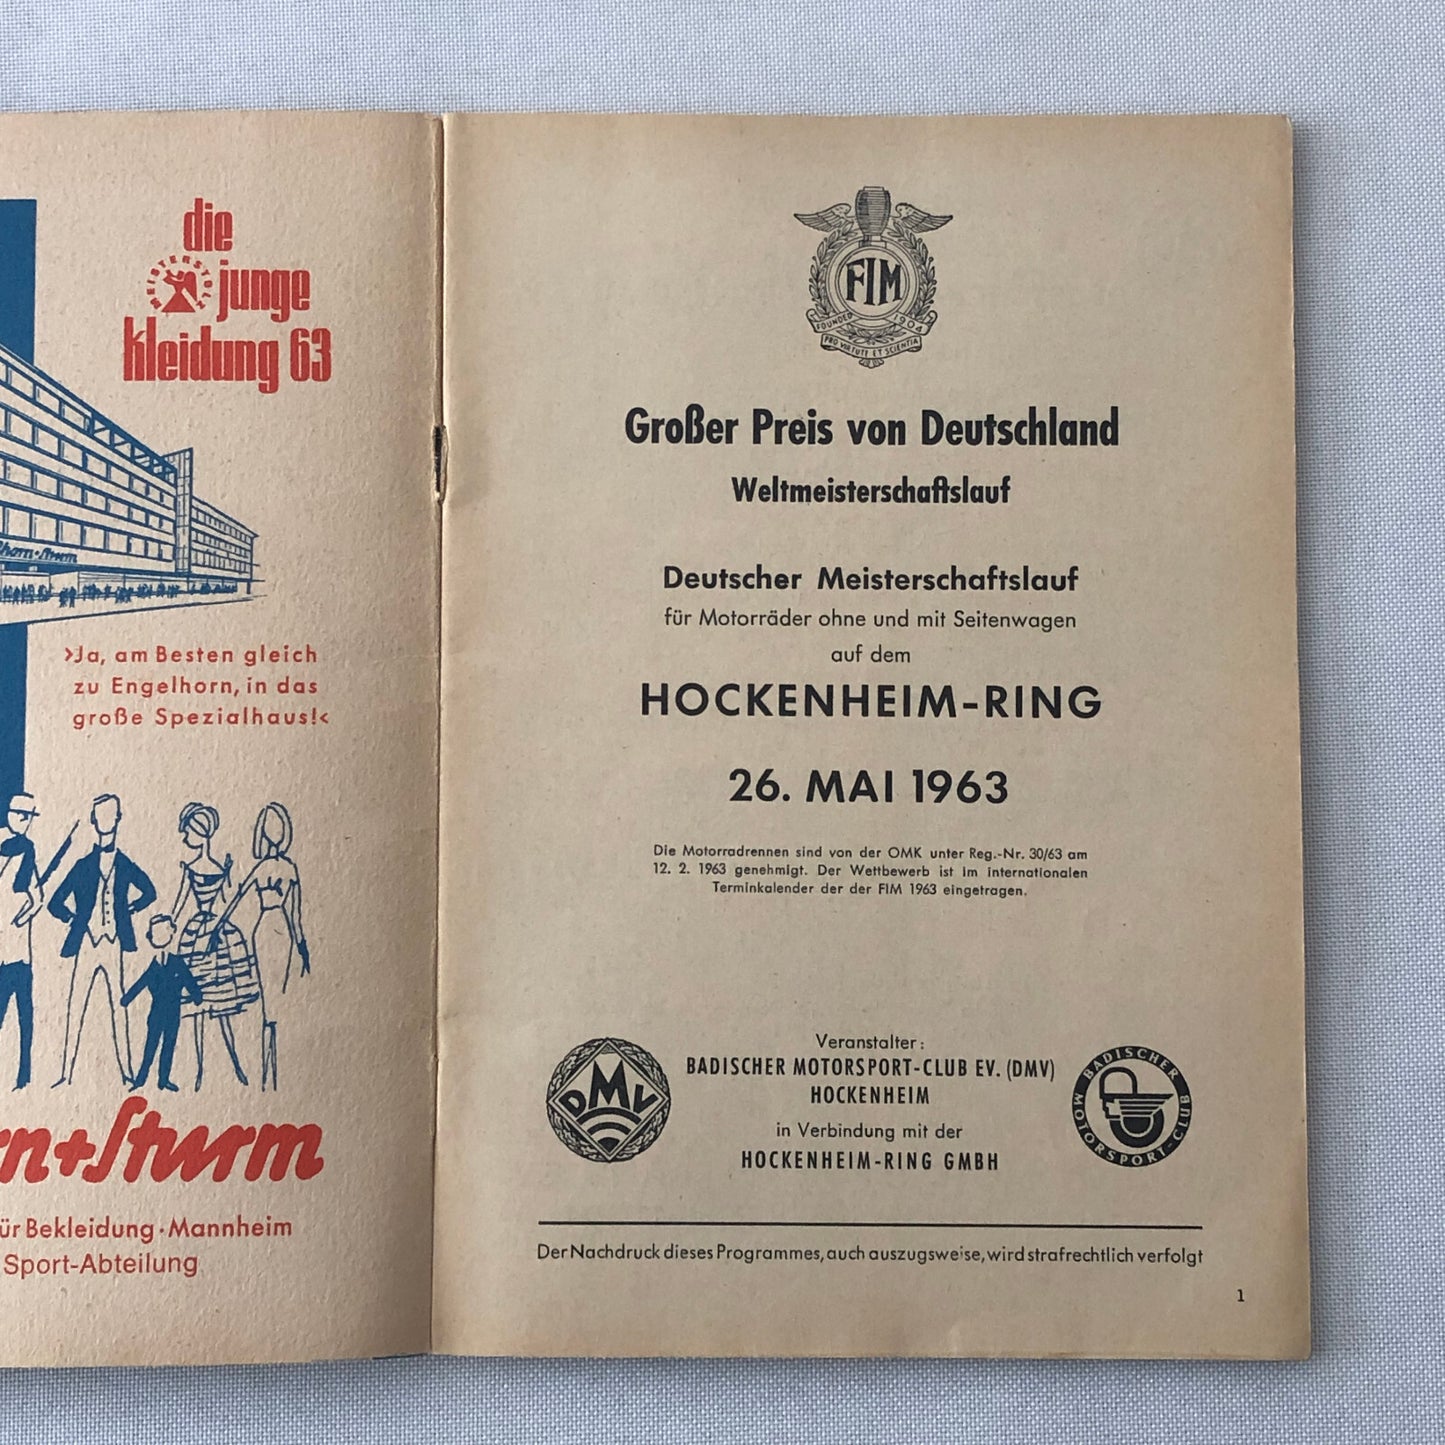 die
MEISTERSTOLZ
junge
kleidung 63
>Ja, am Besten gleich
zu Engelhorn, in das
große Spezialhaus!<
rn+Sturm
ür Bekleidung · Mannheim
Sport-Abteilung
FIM
FOUNDED 1904
PRO VIRTUTE ET SCIENTIA
Großer Preis von Deutschland
Weltmeisterschaftslauf
Deutscher Meisterschaftslauf
für Motorräder ohne und mit Seitenwagen
auf dem
HOCKENHEIM-RING
26. MAI 1963
Die Motorradrennen sind von der OMK unter Reg.-Nr. 30/63 am
12. 2. 1963 genehmigt. Der Wettbewerb ist im internationalen
Terminkalender der der FIM 1963 eingetragen.
DMV
Veranstalter:
BADISCHER MOTORSPORT-CLUB EV. (DMV)
HOCKENHEIM
in Verbindung mit der
HOCKENHEIM-RING GMBH
BADISCHER
MOTORSPORT-CLUB
Der Nachdruck dieses Programmes, auch auszugsweise, wird strafrechtlich verfolgt
1